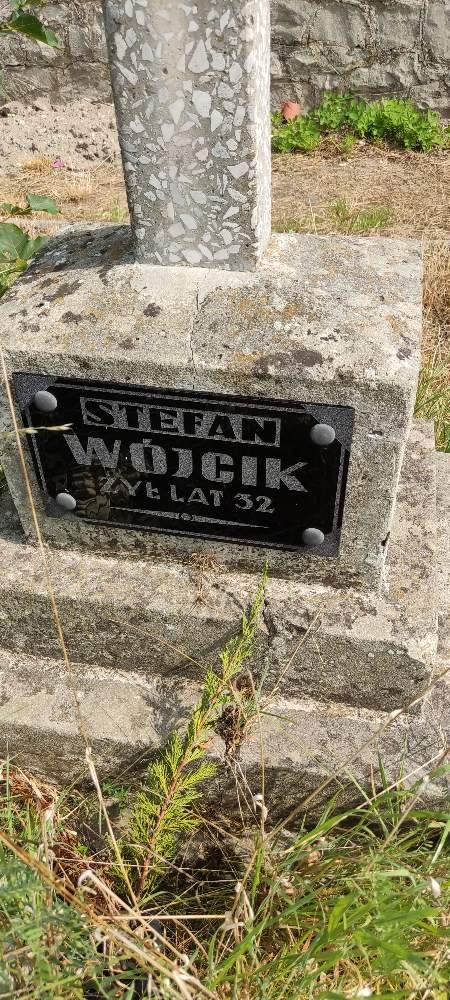 STEFAN
WÓJCIK
ŻYŁ LAT 32